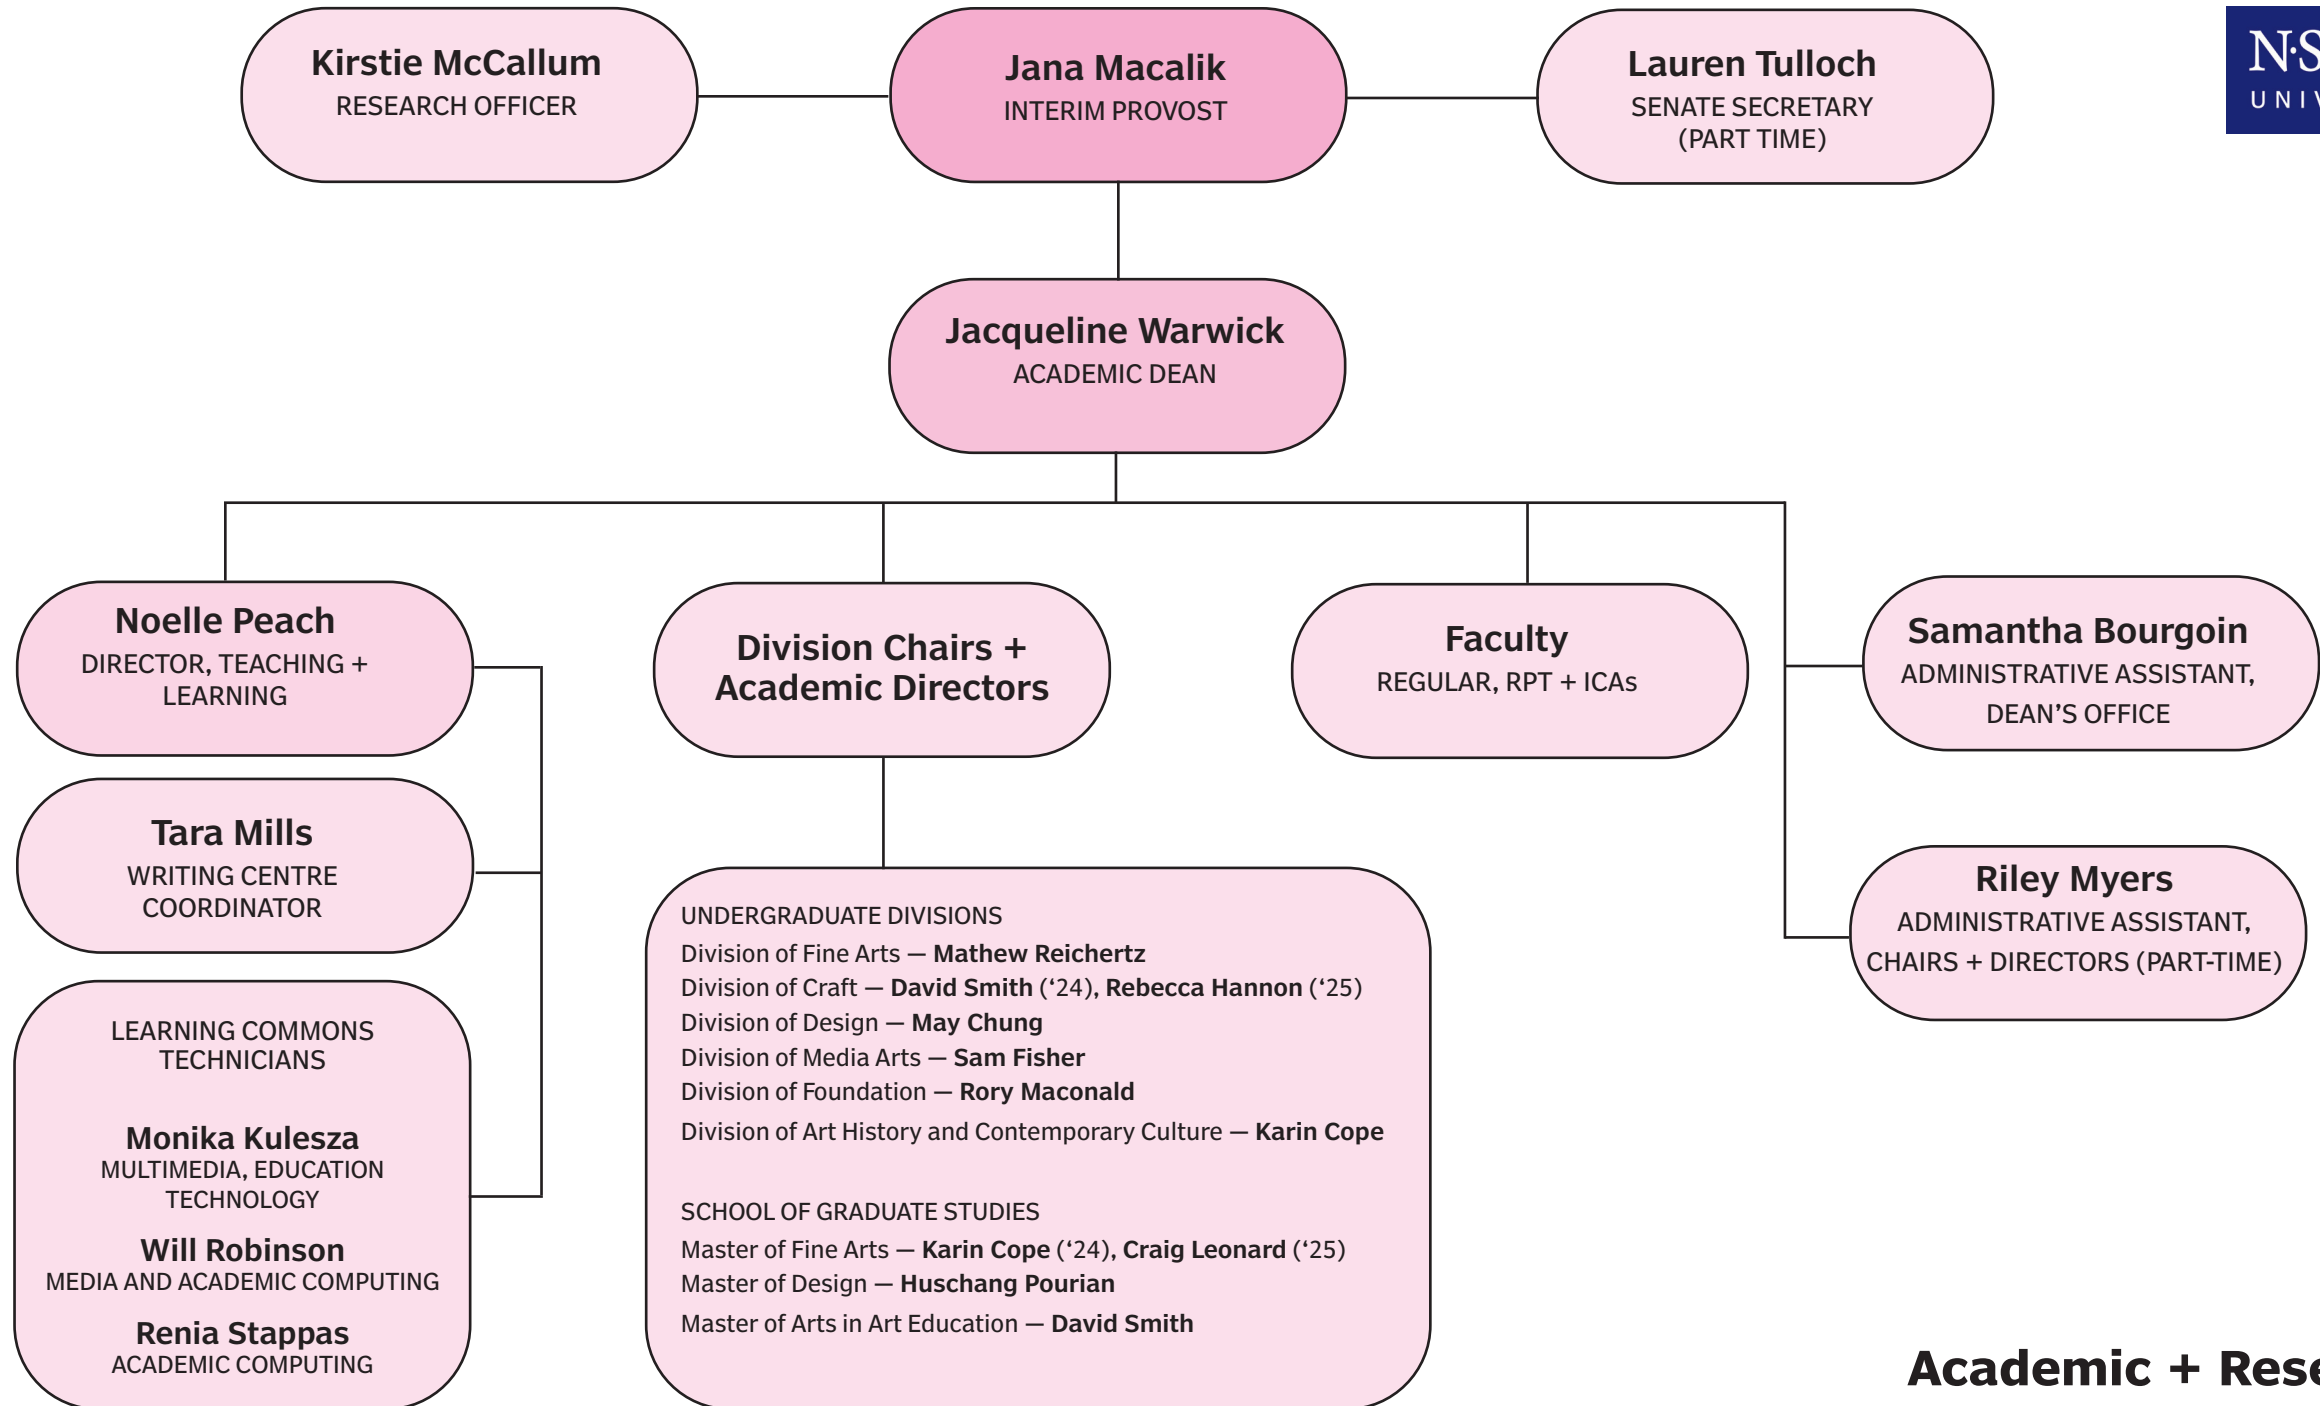 Kirstie McCallum
RESEARCH OFFICER
Jana Macalik
INTERIM PROVOST
Lauren Tulloch
SENATE SECRETARY
(PART TIME)
N·S
UNIV
Jacqueline Warwick
ACADEMIC DEAN
Noelle Peach
DIRECTOR, TEACHING +
LEARNING
Division Chairs +
Academic Directors
Faculty
REGULAR, RPT + ICAs
Samantha Bourgoin
ADMINISTRATIVE ASSISTANT,
DEAN’S OFFICE
Tara Mills
WRITING CENTRE
COORDINATOR
Riley Myers
ADMINISTRATIVE ASSISTANT,
CHAIRS + DIRECTORS (PART-TIME)
LEARNING COMMONS
TECHNICIANS
Monika Kulesza
MULTIMEDIA, EDUCATION
TECHNOLOGY
Will Robinson
MEDIA AND ACADEMIC COMPUTING
Renia Stappas
ACADEMIC COMPUTING
UNDERGRADUATE DIVISIONS
Division of Fine Arts — Mathew Reichertz
Division of Craft — David Smith (‘24), Rebecca Hannon (‘25)
Division of Design — May Chung
Division of Media Arts — Sam Fisher
Division of Foundation — Rory Maconald
Division of Art History and Contemporary Culture — Karin Cope
SCHOOL OF GRADUATE STUDIES
Master of Fine Arts — Karin Cope (‘24), Craig Leonard (‘25)
Master of Design — Huschang Pourian
Master of Arts in Art Education — David Smith
Academic + Rese